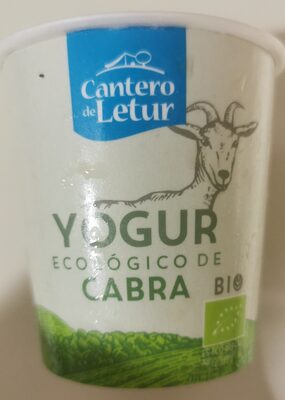 Cantero
de Letur
YOGUR
ECOLÓGICO DE
CABRA
BIO